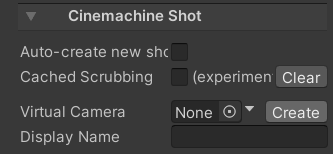 Cinemachine Shot
Auto-create new sho
Cached Scrubbing (experimen Clear
Virtual Camera None Create
Display Name